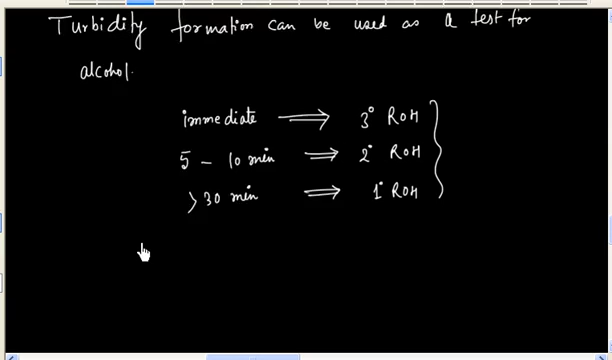 Turbidity formation can be used as a test for
alcohol.
immediate ⟹ 3° ROH
5 - 10 min ⟹ 2° ROH
> 30 min ⟹ 1° ROH